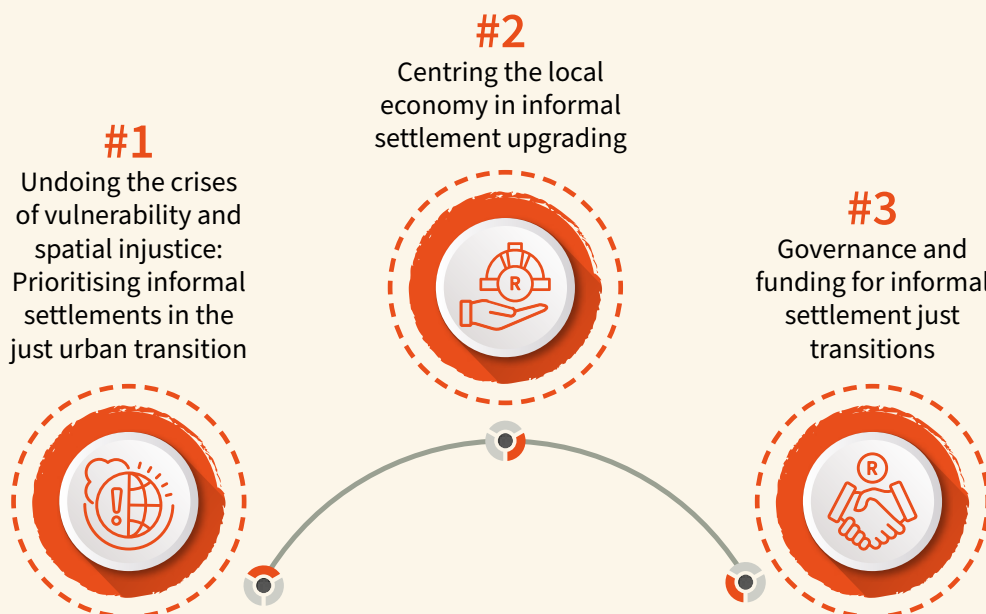 #1
Undoing the crises
of vulnerability and
spatial injustice:
Prioritising informal
settlements in the
just urban transition
#2
Centring the local
economy in informal
settlement upgrading
R
#3
Governance and
funding for informal
settlement just
transitions
R